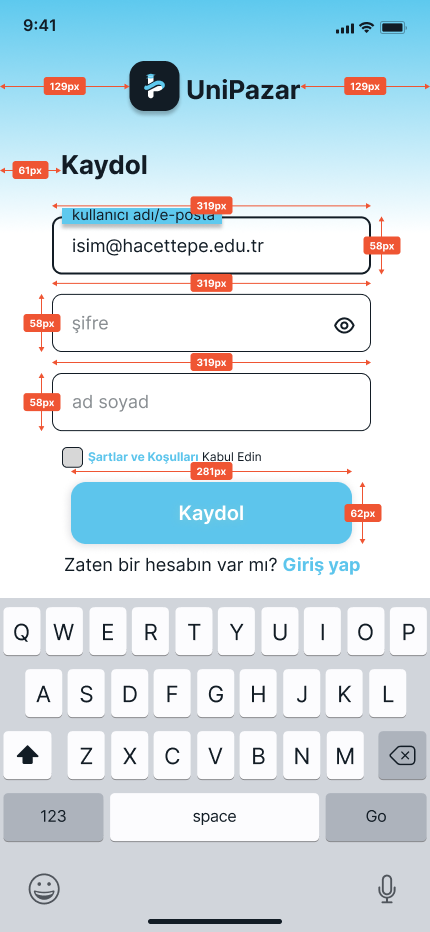 9:41
129px
UniPazar
129px
61px
Kaydol
319px
kullanıcı adı/e-posta
isim@hacettepe.edu.tr
58px
319px
58px
şifre
319px
58px
ad soyad
Şartlar ve Koşulları Kabul Edin
281px
Kaydol
62px
Zaten bir hesabın var mı? Giriş yap
Q W E R T Y U I O P
A S D F G H J K L
Z X C V B N M
123 space Go